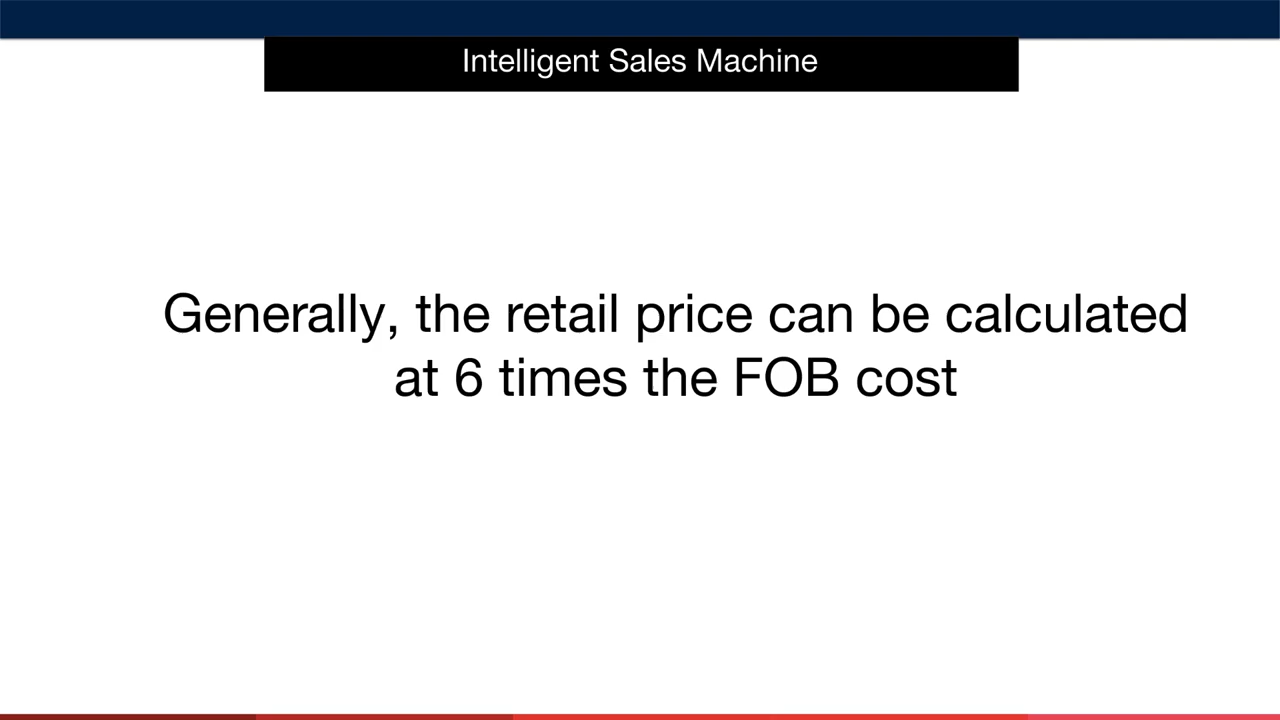 Intelligent Sales Machine
Generally, the retail price can be calculated
at 6 times the FOB cost